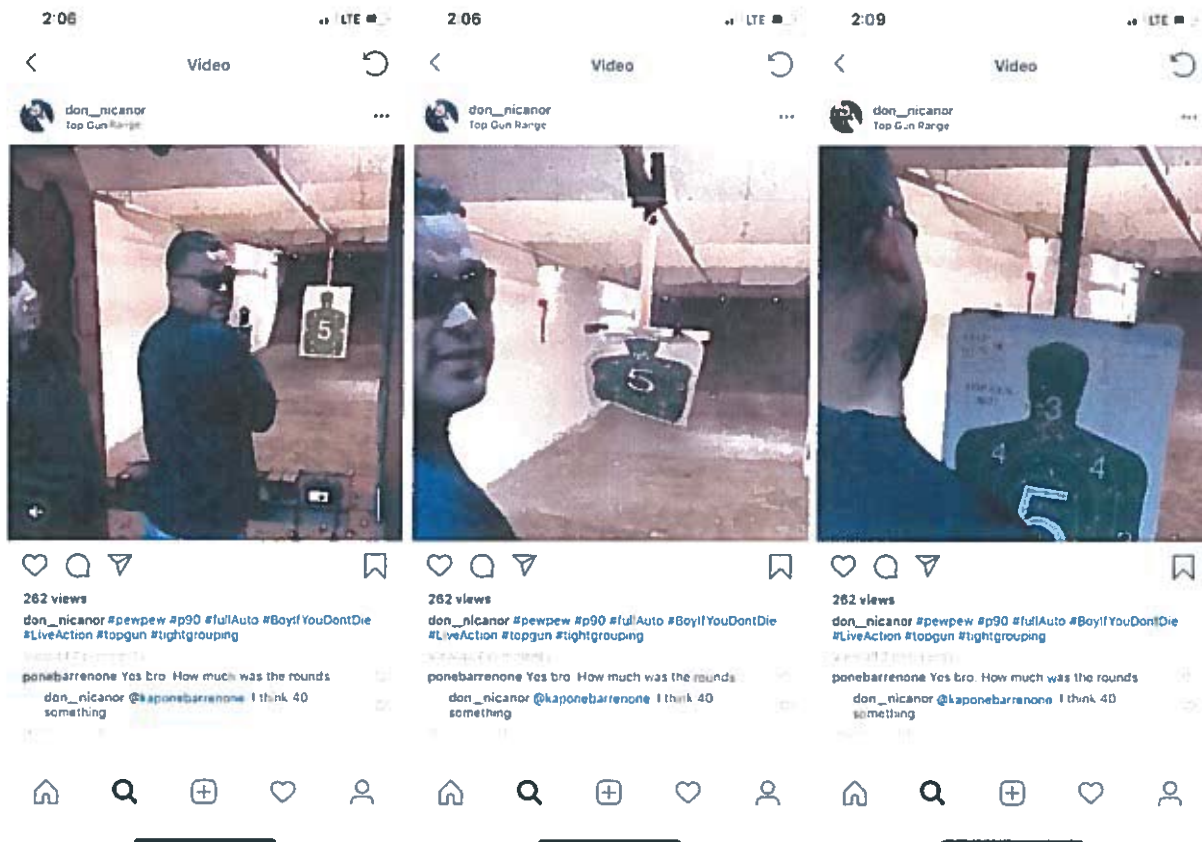 2:06
LTE
Video
don__nicanor
Top Gun Range
5
262 views
don__nicanor #pewpew #p90 #fullAuto #BoyIfYouDontDie
#LiveAction #topgun #tightgrouping
ponebarrenone Yos bro. How much was the rounds
don__nicanor @kaponebarrenone I think 40
something
2:06
LTE
Video
don__nicanor
Top Gun Range
5
262 views
don__nicanor #pewpew #p90 #fullAuto #BoyIfYouDontDie
#LiveAction #topgun #tightgrouping
ponebarrenone Yos bro. How much was the rounds
don__nicanor @kaponebarrenone I think 40
something
2:09
LTE
Video
don__nicanor
Top Gun Range
3
4 4
5
262 views
don__nicanor #pewpew #p90 #fullAuto #BoyIfYouDontDie
#LiveAction #topgun #tightgrouping
ponebarrenone Yos bro. How much was the rounds
don__nicanor @kaponebarrenone I think 40
something